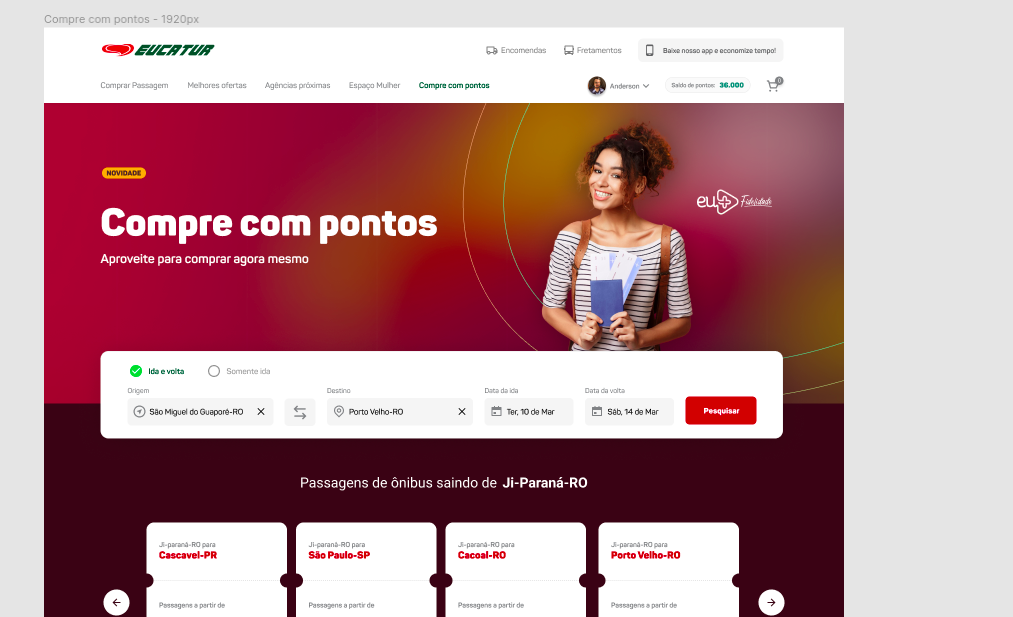 Compre com pontos - 1920px
EUCATUR
Encomendas
Fretamentos
Baixe nosso app e economize tempo!
Comprar Passagem
Melhores ofertas
Agências próximas
Espaço Mulher
Compre com pontos
Anderson
Saldo de pontos: 36.000
0
NOVIDADE
Compre com pontos
Aproveite para comprar agora mesmo
eu
Fidelidade
Ida e volta
Somente ida
Origem
Destino
Data da ida
Data da volta
São Miguel do Guaporé-RO
Porto Velho-RO
Ter, 10 de Mar
Sáb, 14 de Mar
Pesquisar
Passagens de ônibus saindo de Ji-Paraná-RO
Ji-paraná-RO para
Cascavel-PR
Passagens a partir de
Ji-paraná-RO para
São Paulo-SP
Passagens a partir de
Ji-paraná-RO para
Cacoal-RO
Passagens a partir de
Ji-paraná-RO para
Porto Velho-RO
Passagens a partir de